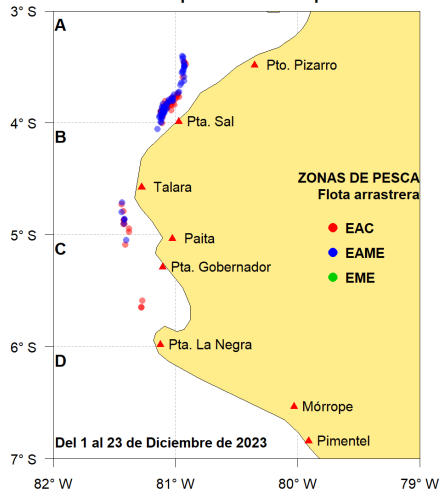 3° S
A
Pto. Pizarro
4° S
Pta. Sal
B
ZONAS DE PESCA
Talara
Flota arrastrera
EAC
5° S
Paita
EAME
C
Pta. Gobernador
EME
6° S
Pta. La Negra
D
Mórrope
Del 1 al 23 de Diciembre de 2023
Pimentel
7° S
82° W
81° W
80° W
79° W